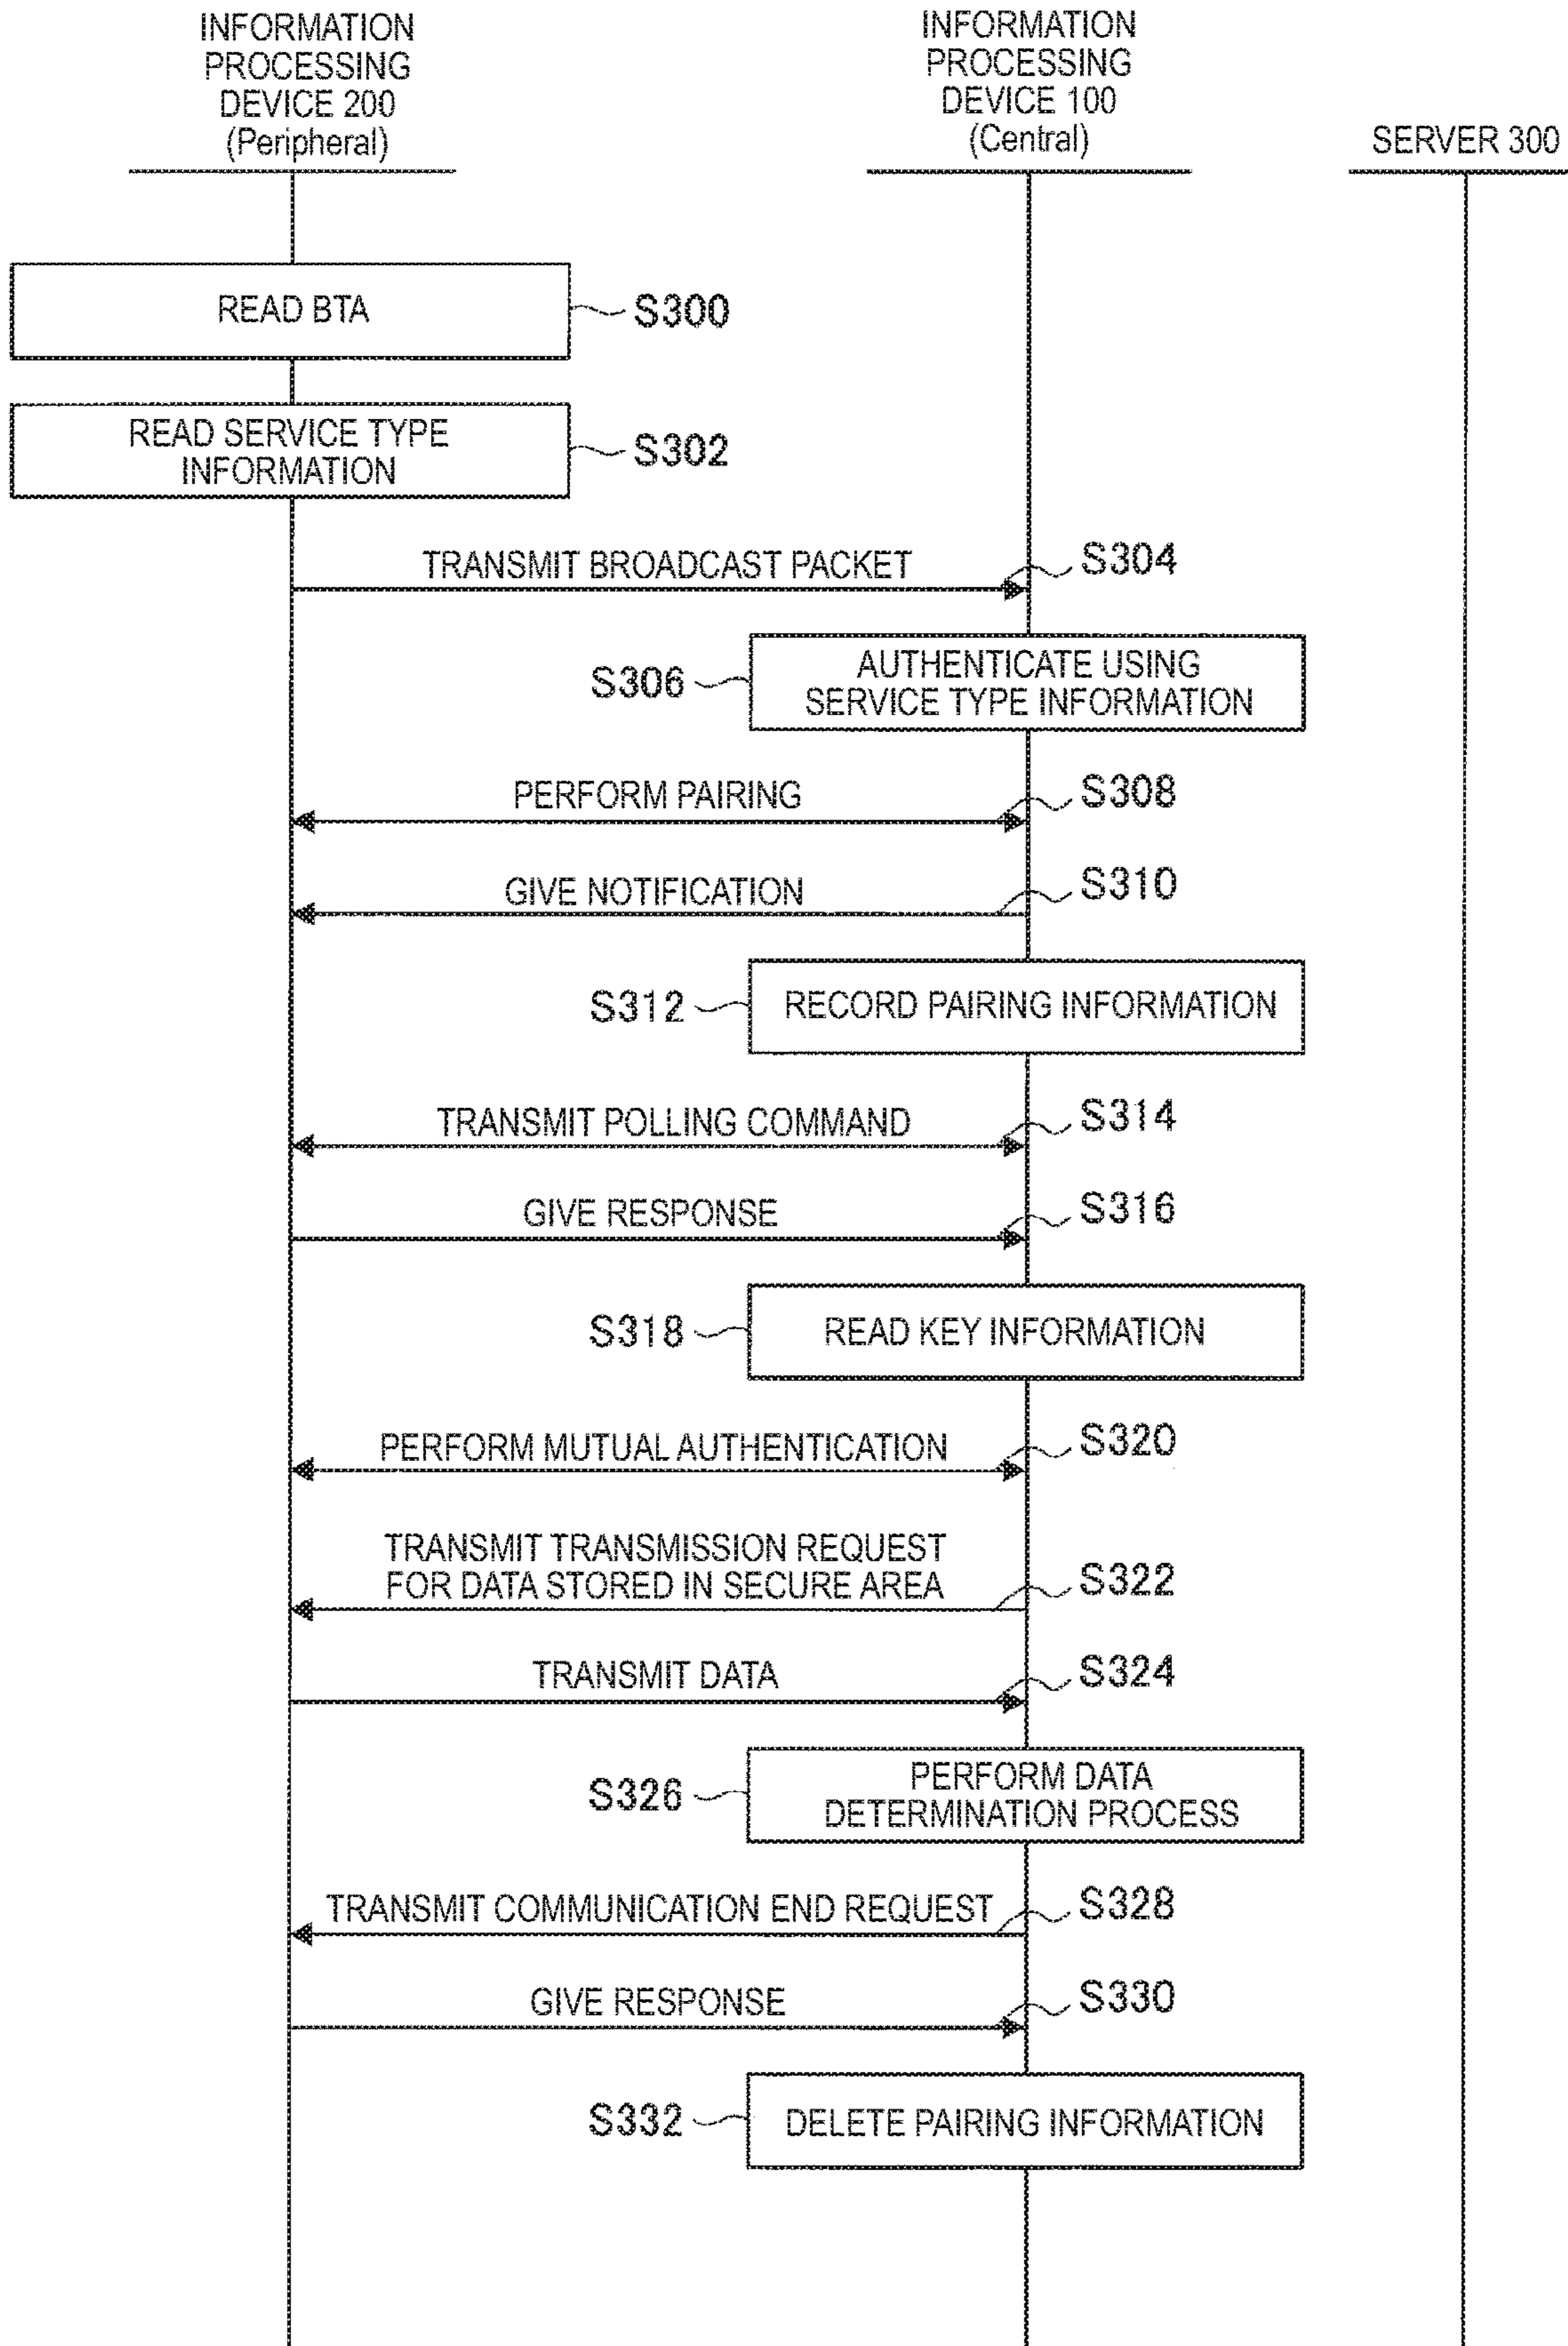 INFORMATION
PROCESSING
DEVICE 200
(Peripheral)
INFORMATION
PROCESSING
DEVICE 100
(Central)
SERVER 300
READ BTA
S300
READ SERVICE TYPE
INFORMATION
S302
TRANSMIT BROADCAST PACKET
S304
S306
AUTHENTICATE USING
SERVICE TYPE INFORMATION
PERFORM PAIRING
S308
GIVE NOTIFICATION
S310
S312
RECORD PAIRING INFORMATION
TRANSMIT POLLING COMMAND
S314
GIVE RESPONSE
S316
S318
READ KEY INFORMATION
PERFORM MUTUAL AUTHENTICATION
S320
TRANSMIT TRANSMISSION REQUEST
FOR DATA STORED IN SECURE AREA
S322
TRANSMIT DATA
S324
S326
PERFORM DATA
DETERMINATION PROCESS
TRANSMIT COMMUNICATION END REQUEST
S328
GIVE RESPONSE
S330
S332
DELETE PAIRING INFORMATION